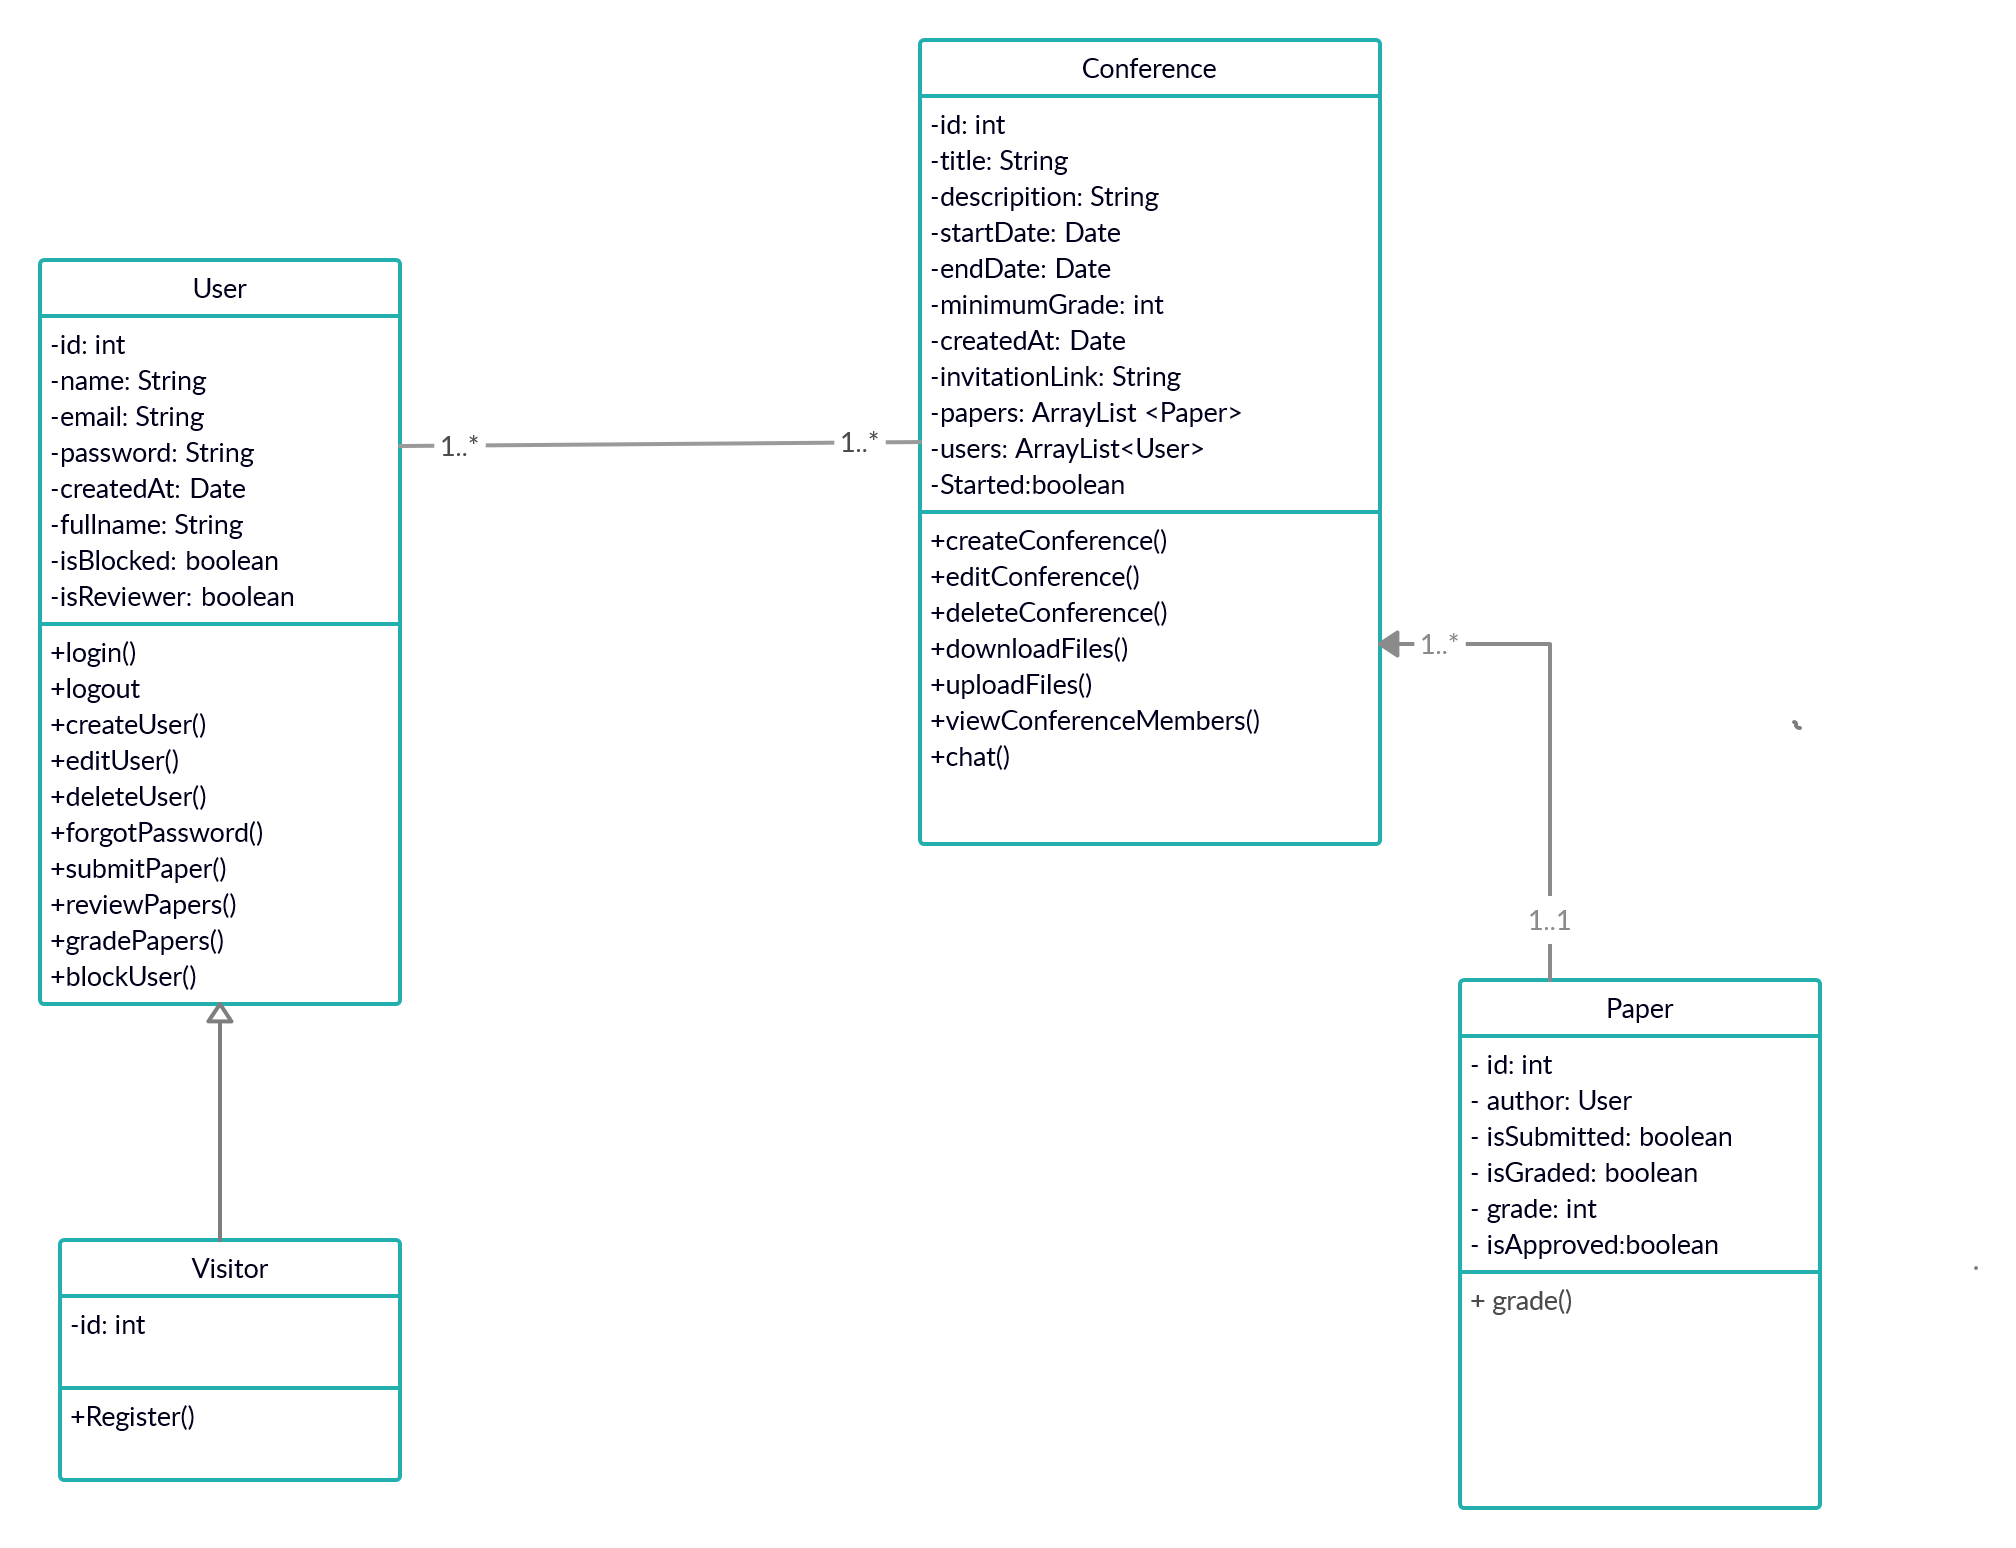 Conference
-id: int
-title: String
-descripition: String
-startDate: Date
-endDate: Date
-minimumGrade: int
-createdAt: Date
-invitationLink: String
-papers: ArrayList <Paper>
-users: ArrayList<User>
-Started:boolean
+createConference()
+editConference()
+deleteConference()
+downloadFiles()
+uploadFiles()
+viewConferenceMembers()
+chat()
User
-id: int
-name: String
-email: String
-password: String
-createdAt: Date
-fullname: String
-isBlocked: boolean
-isReviewer: boolean
+login()
+logout
+createUser()
+editUser()
+deleteUser()
+forgotPassword()
+submitPaper()
+reviewPapers()
+gradePapers()
+blockUser()
1..*
1..*
1..*
1..1
Paper
- id: int
- author: User
- isSubmitted: boolean
- isGraded: boolean
- grade: int
- isApproved:boolean
+ grade()
Visitor
-id: int
+Register()